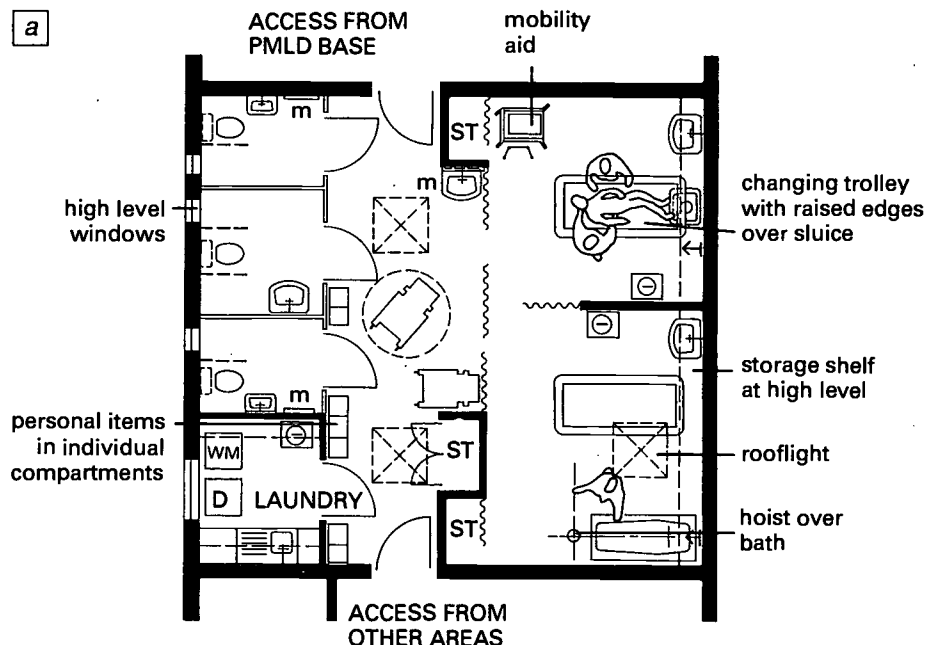 a
ACCESS FROM
PMLD BASE
mobility
aid
m
ST
m
high level
windows
changing trolley
with raised edges
over sluice
storage shelf
at high level
m
personal items
in individual
compartments
WM
ST
rooflight
D LAUNDRY
ST
hoist over
bath
ACCESS FROM
OTHER AREAS